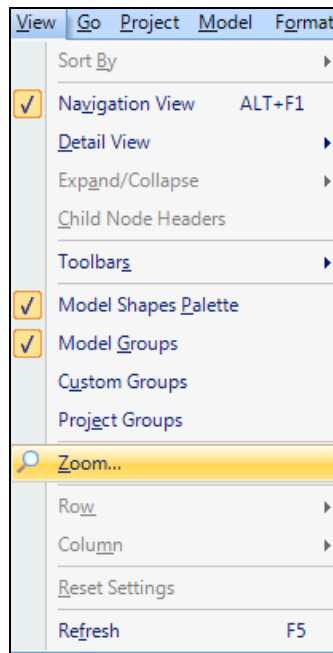 View Go Project Model Format
Sort By
Navigation View ALT+F1
Detail View
Expand/Collapse
Child Node Headers
Toolbars
Model Shapes Palette
Model Groups
Custom Groups
Project Groups
Zoom...
Row
Column
Reset Settings
Refresh F5